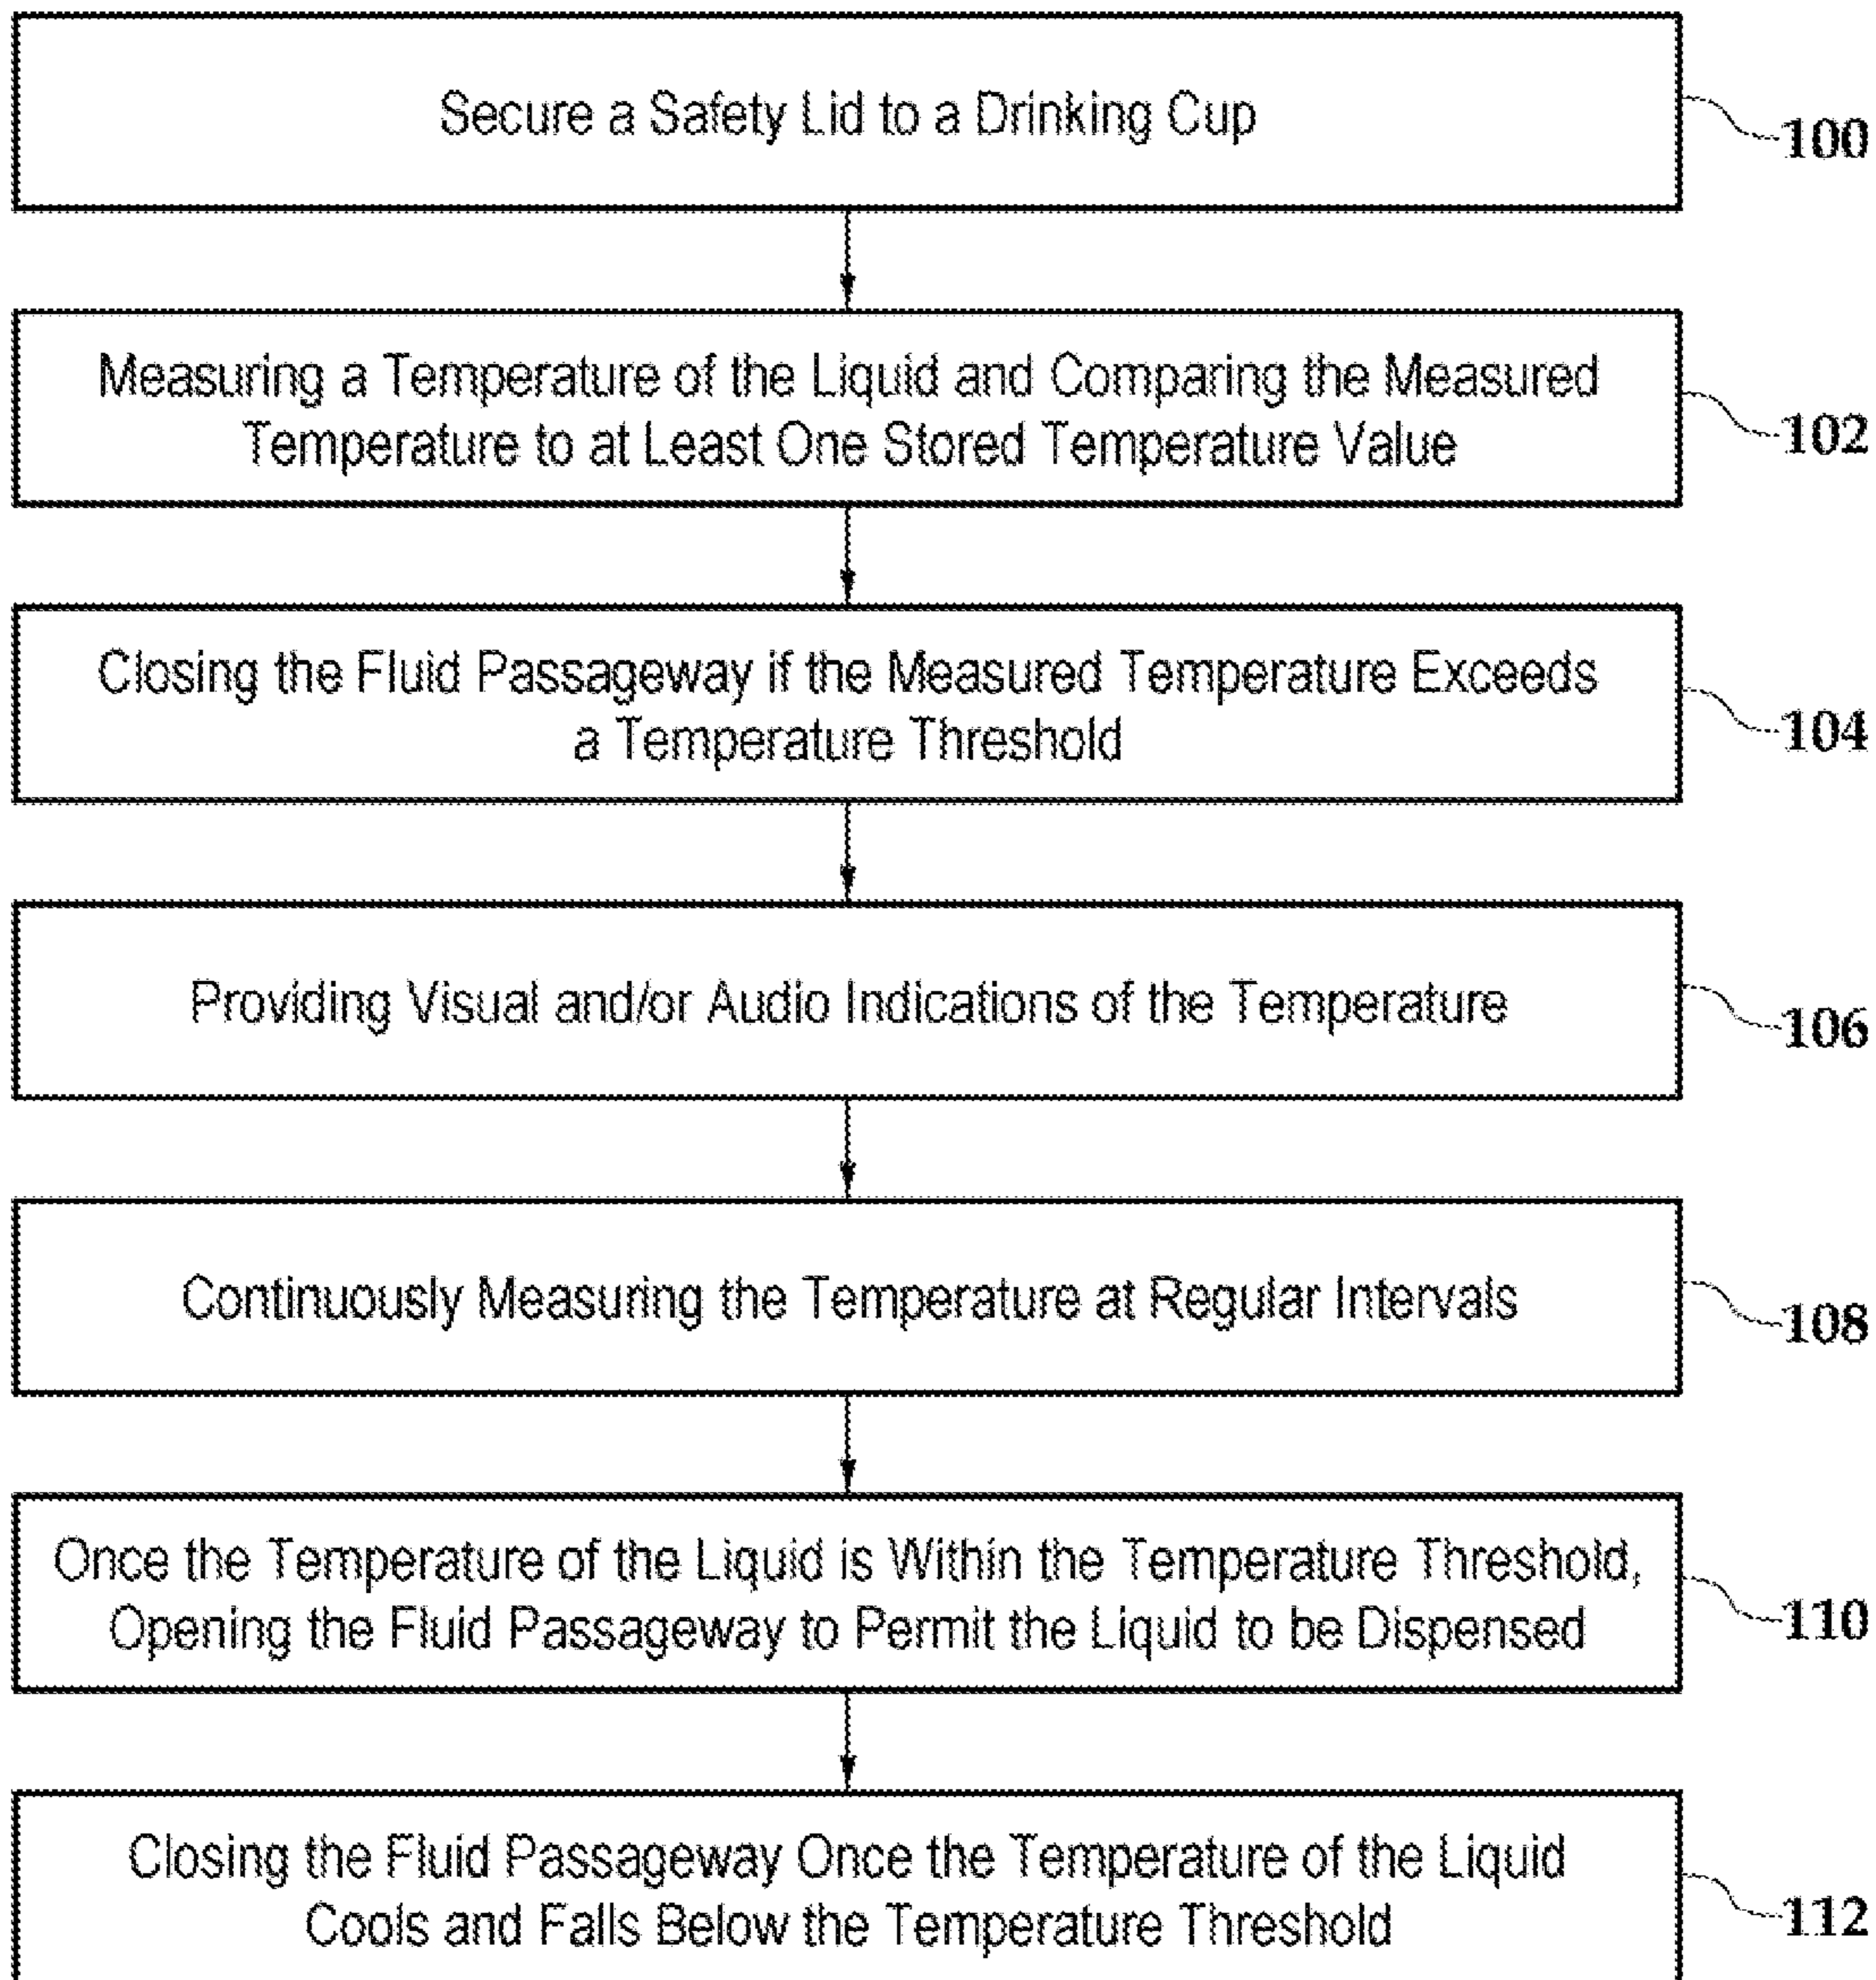 Secure a Safety Lid to a Drinking Cup
100
Measuring a Temperature of the Liquid and Comparing the Measured
Temperature to at Least One Stored Temperature Value
102
Closing the Fluid Passageway if the Measured Temperature Exceeds
a Temperature Threshold
104
Providing Visual and/or Audio Indications of the Temperature
106
Continuously Measuring the Temperature at Regular Intervals
108
Once the Temperature of the Liquid is Within the Temperature Threshold,
Opening the Fluid Passageway to Permit the Liquid to be Dispensed
110
Closing the Fluid Passageway Once the Temperature of the Liquid
Cools and Falls Below the Temperature Threshold
112